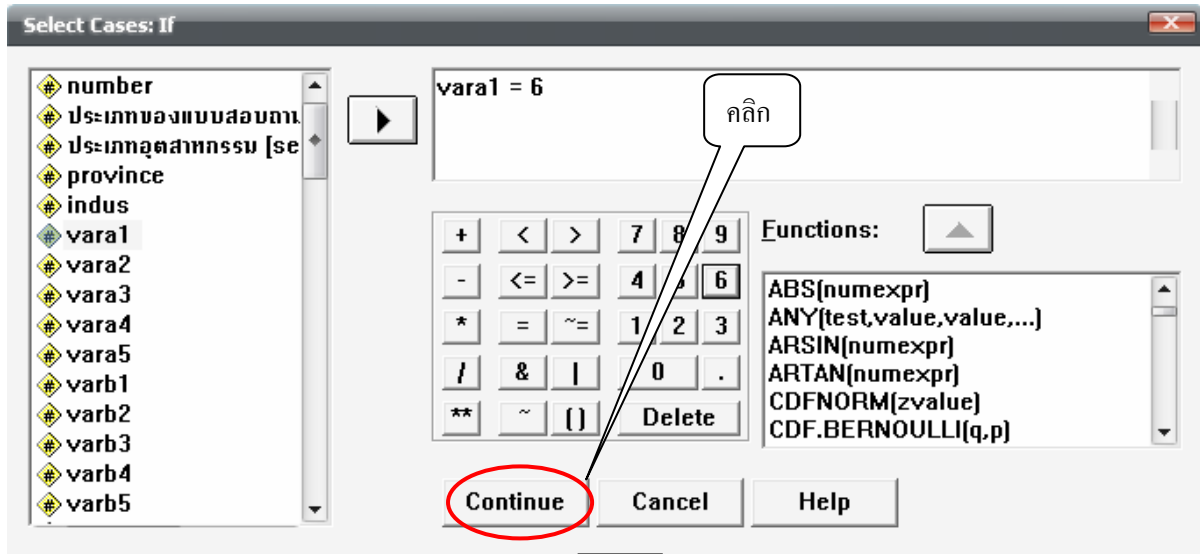 Select Cases: If
number
ประเภทของแบบสอบถาม
ประเภทอุตสาหกรรม [se
province
indus
vara1
vara2
vara3
vara4
vara5
varb1
varb2
varb3
varb4
varb5
vara1 = 6
คลิก
+ < > 7 8 9
- <= >= 4 5 6
* = ~= 1 2 3
/ & | 0 .
** ~ () Delete
Functions:
ABS(numexpr)
ANY(test,value,value,...)
ARSIN(numexpr)
ARTAN(numexpr)
CDFNORM(zvalue)
CDF.BERNOULLI(q,p)
Continue Cancel Help